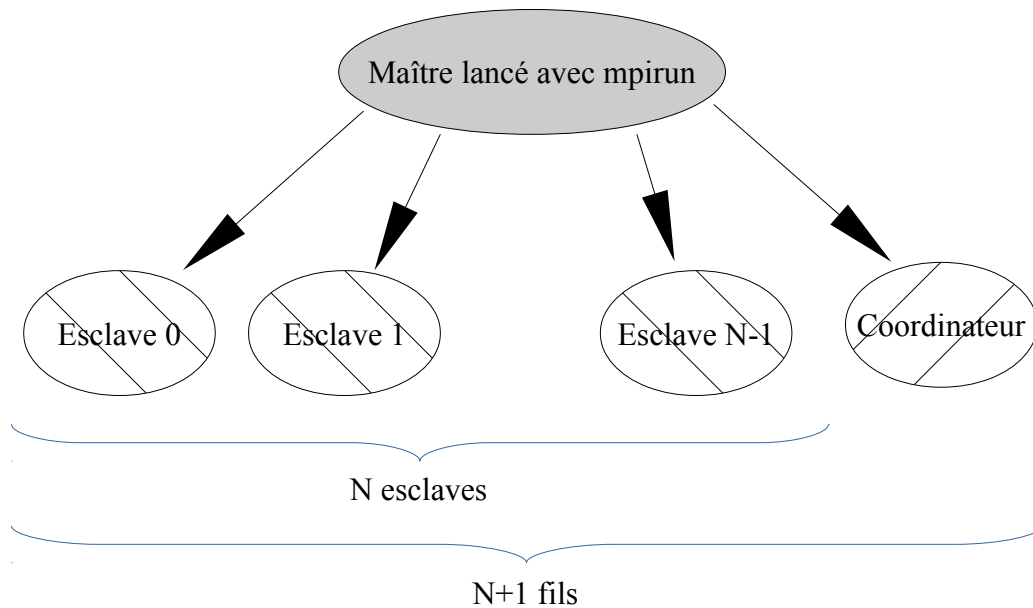 Maître lancé avec mpirun
Esclave 0
Esclave 1
Esclave N-1
Coordinateur
N esclaves
N+1 fils